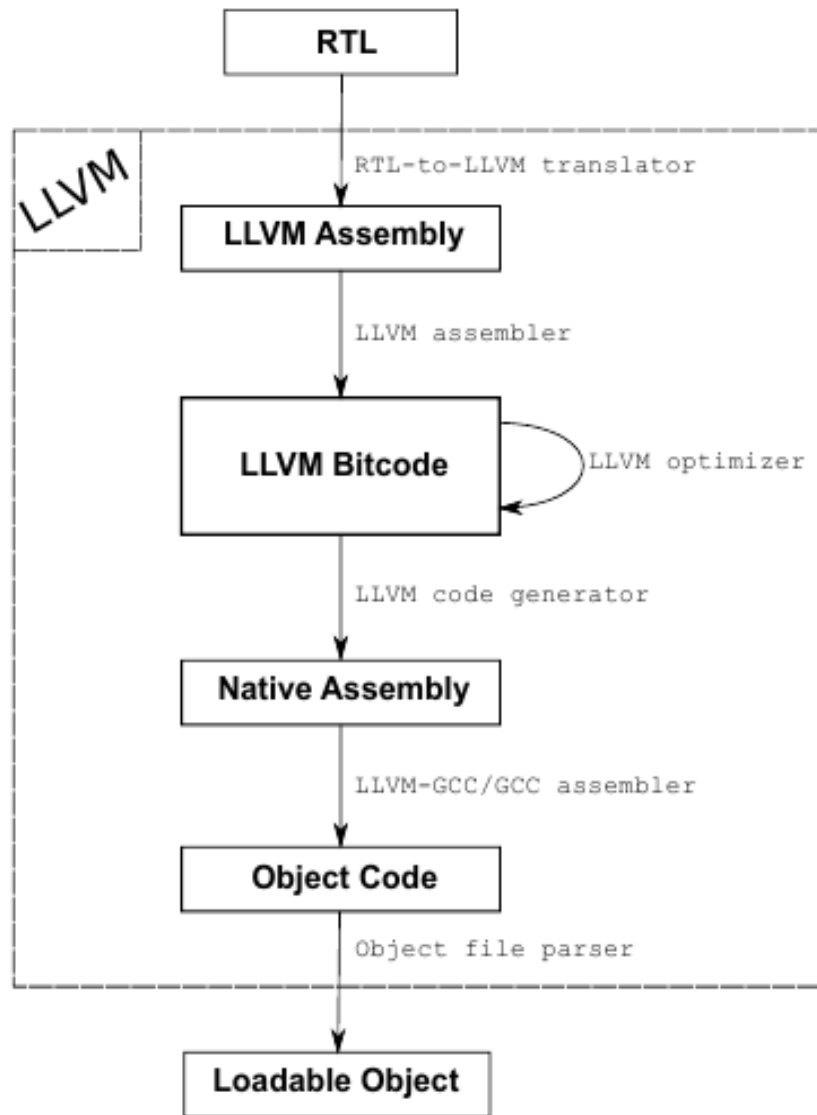 RTL
RTL-to-LLVM translator
LLVM
LLVM Assembly
LLVM assembler
LLVM Bitcode
LLVM optimizer
LLVM code generator
Native Assembly
LLVM-GCC/GCC assembler
Object Code
Object file parser
Loadable Object